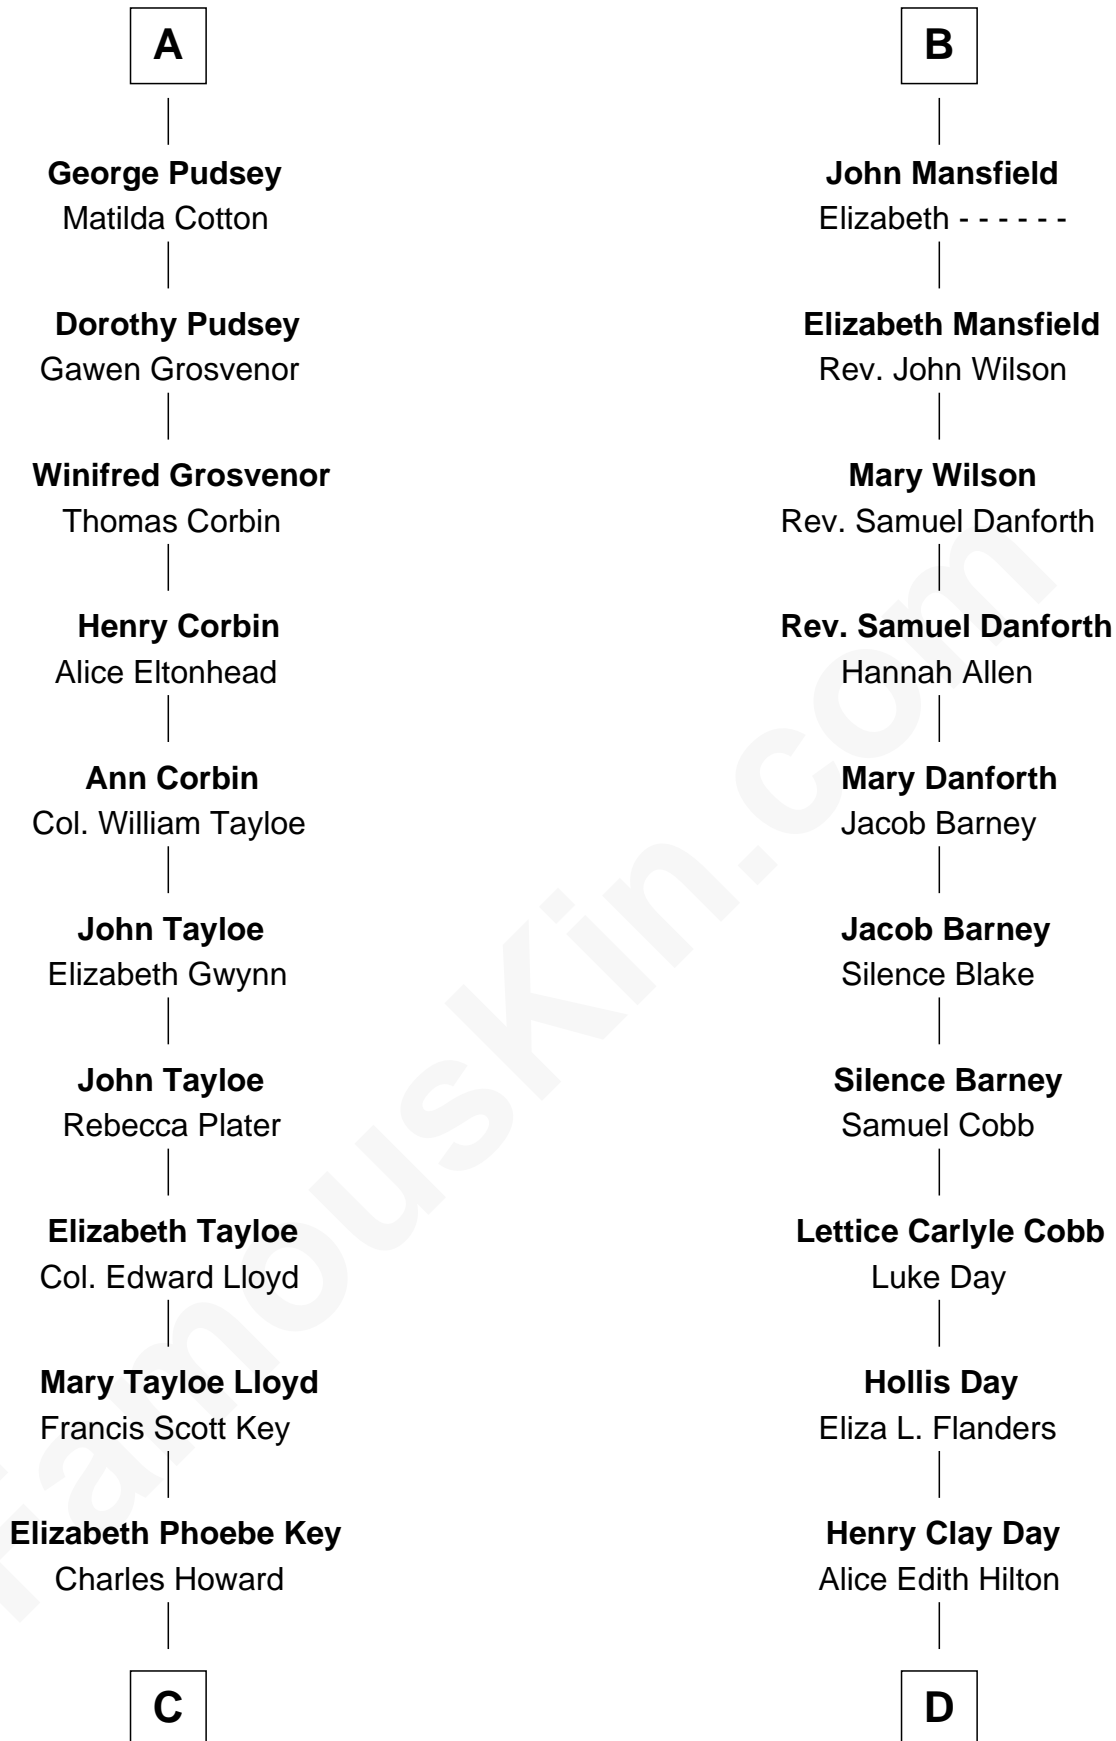 A
George Pudsey
Matilda Cotton
Dorothy Pudsey
Gawen Grosvenor
Winifred Grosvenor
Thomas Corbin
Henry Corbin
Alice Eltonhead
Ann Corbin
Col. William Tayloe
John Tayloe
Elizabeth Gwynn
John Tayloe
Rebecca Plater
Elizabeth Tayloe
Col. Edward Lloyd
Mary Tayloe Lloyd
Francis Scott Key
Elizabeth Phoebe Key
Charles Howard
C
B
John Mansfield
Elizabeth - - - - - -
Elizabeth Mansfield
Rev. John Wilson
Mary Wilson
Rev. Samuel Danforth
Rev. Samuel Danforth
Hannah Allen
Mary Danforth
Jacob Barney
Jacob Barney
Silence Blake
Silence Barney
Samuel Cobb
Lettice Carlyle Cobb
Luke Day
Hollis Day
Eliza L. Flanders
Henry Clay Day
Alice Edith Hilton
D
FamousKin.com